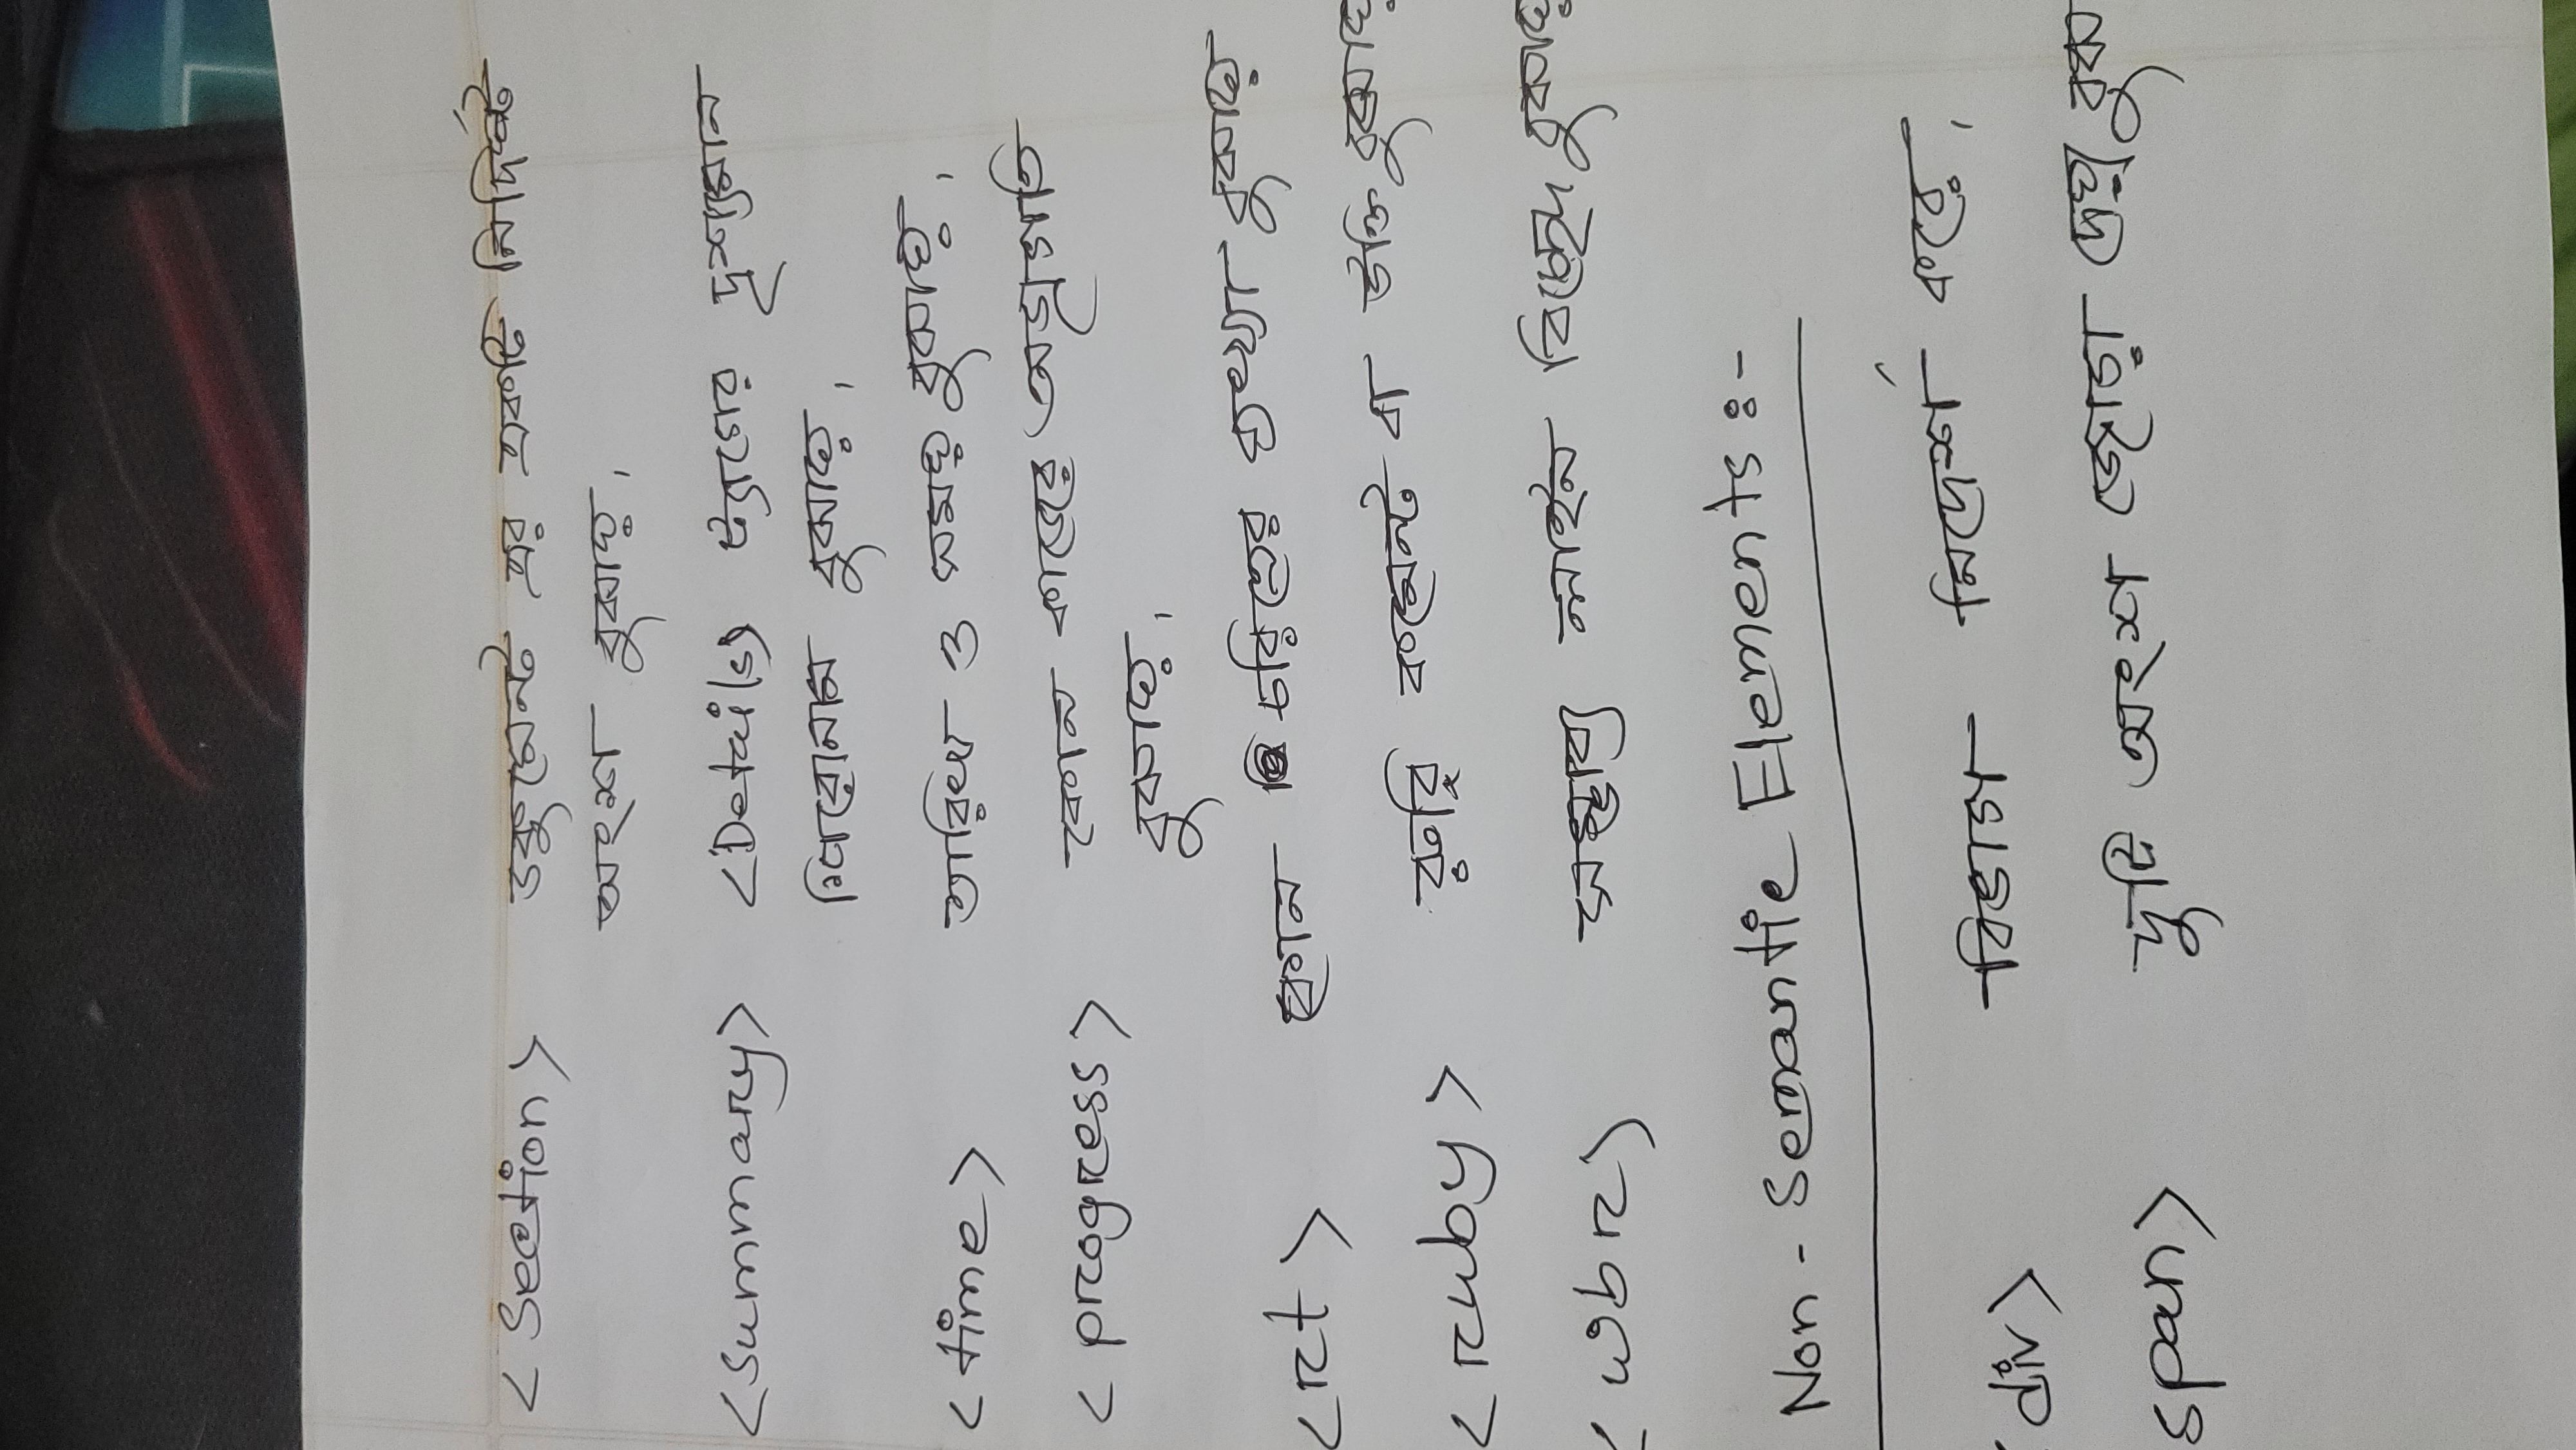 <section> ডকুমেন্ট এর একটি নির্দিষ্ট
অংশ বুঝায়,
<summary> <Details> ট্যাগের দৃশ্যমান
শিরোনাম বুঝায়,
<time> তারিখ ও সময় বুঝায়,
<progress> কোন কাজের অগ্রগতি
বুঝায়,
<rt> কোন চরিত্রের তথ্য বুঝায়
<ruby> রুবি কমেন্ট বা উক্তি বুঝায়
<wbr> সম্ভাব্য লাইন বিচ্ছেদ বুঝায়
Non - Semantic Elements :-
div> বিভাগ নির্দেশ করে,
span> দুটি অংশ জোড়া দেয়া বুঝ